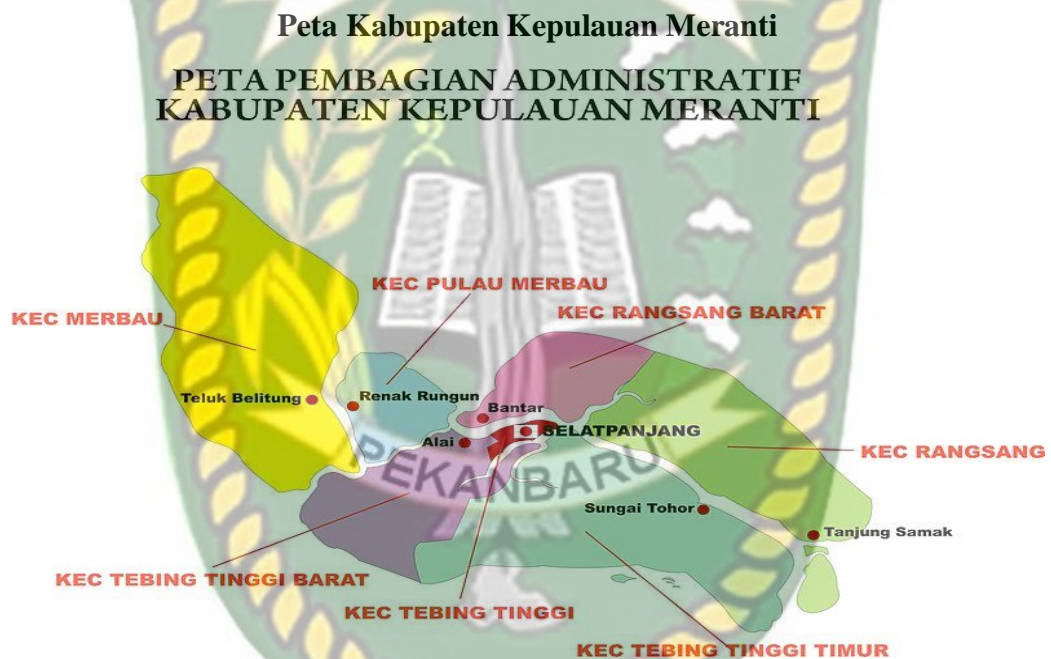 Peta Kabupaten Kepulauan Meranti
PETA PEMBAGIAN ADMINISTRATIF
KABUPATEN KEPULAUAN MERANTI
KEC PULAU MERBAU
KEC MERBAU
KEC RANGSANG BARAT
Teluk Belitung
Renak Rungun
Bantar
Alai
SELATPANJANG
KEC RANGSANG
PEKANBARU
Sungai Tohor
Tanjung Samak
KEC TEBING TINGGI BARAT
KEC TEBING TINGGI
KEC TEBING TINGGI TIMUR